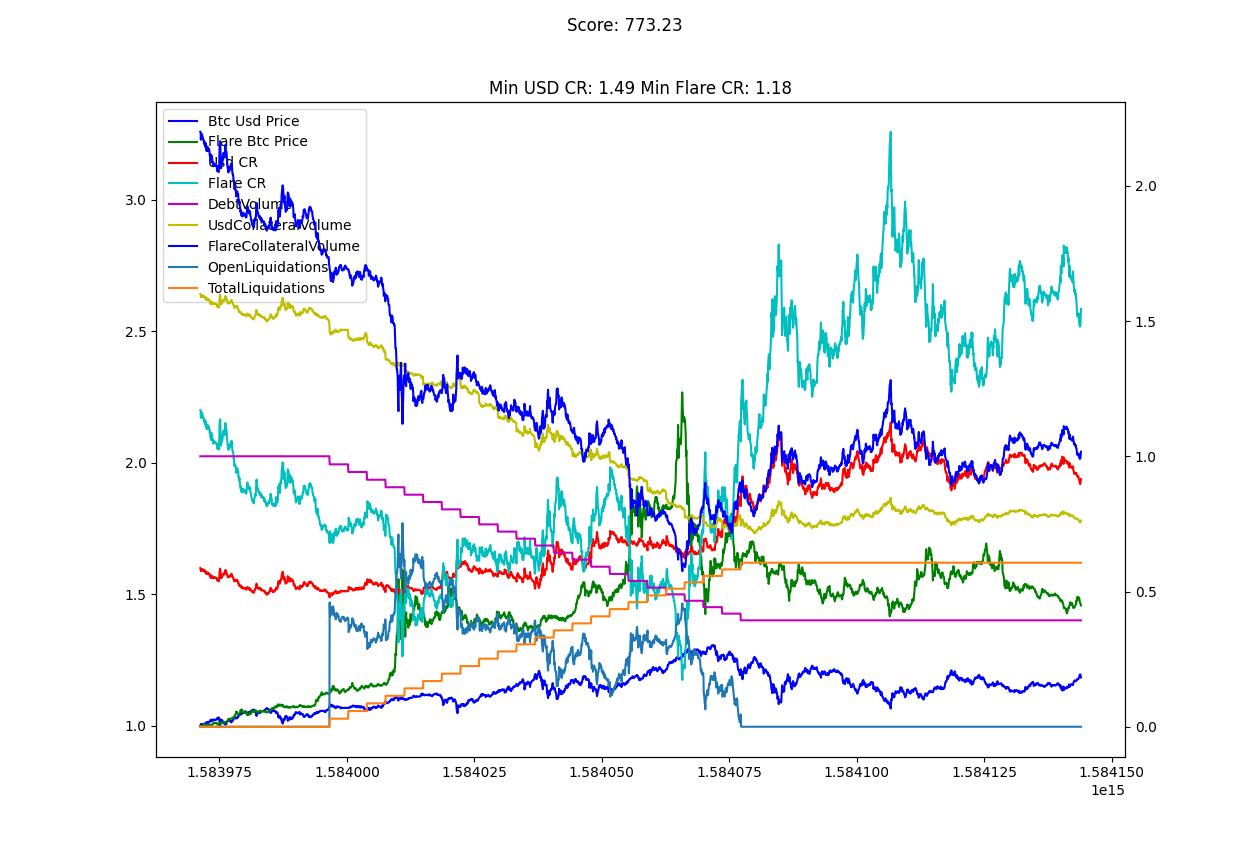 Score: 773.23
Min USD CR: 1.49 Min Flare CR: 1.18
Btc Usd Price
Flare Btc Price
Usd CR
Flare CR
DebtVolume
UsdCollateralVolume
FlareCollateralVolume
OpenLiquidations
TotalLiquidations
3.0
2.5
2.0
1.5
1.0
2.0
1.5
1.0
0.5
0.0
1.583975
1.584000
1.584025
1.584050
1.584075
1.584100
1.584125
1.584150
1e15